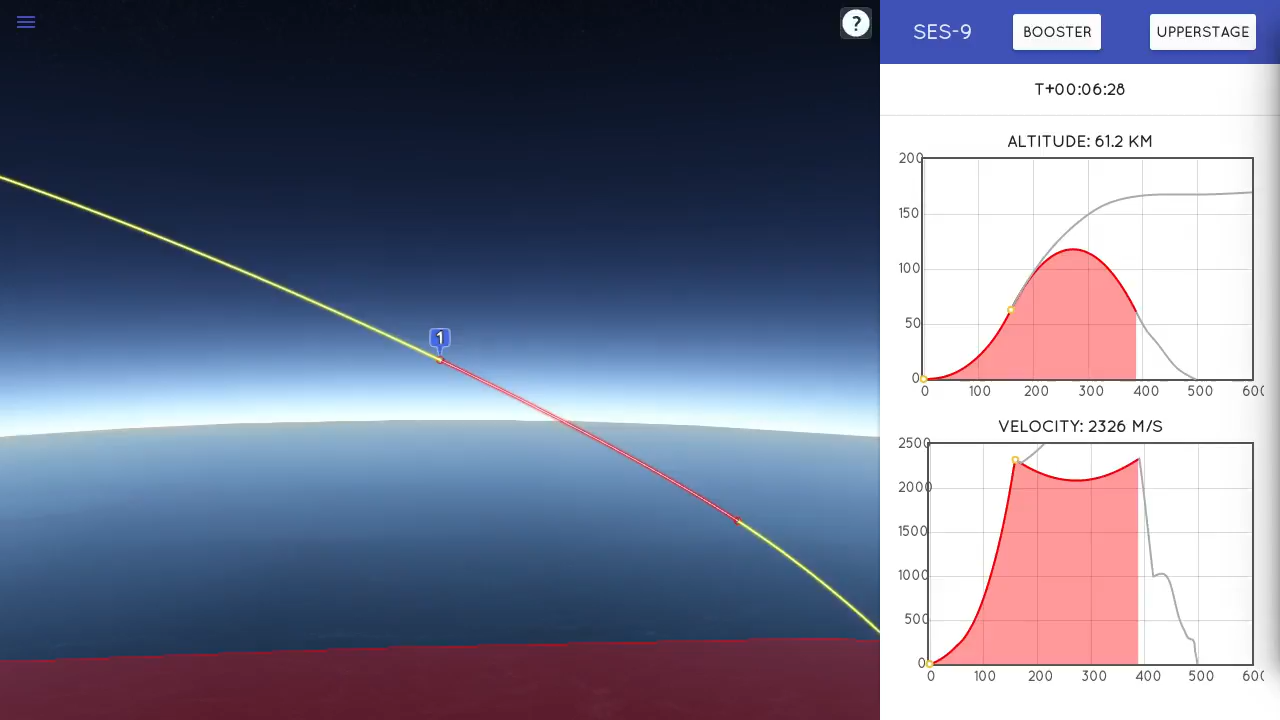 ?
1
SES-9 BOOSTER UPPERSTAGE
T+00:06:28
ALTITUDE: 61.2 KM
200
150
100
50
0
0 100 200 300 400 500 600
VELOCITY: 2326 M/S
2500
2000
1500
1000
500
0
0 100 200 300 400 500 600